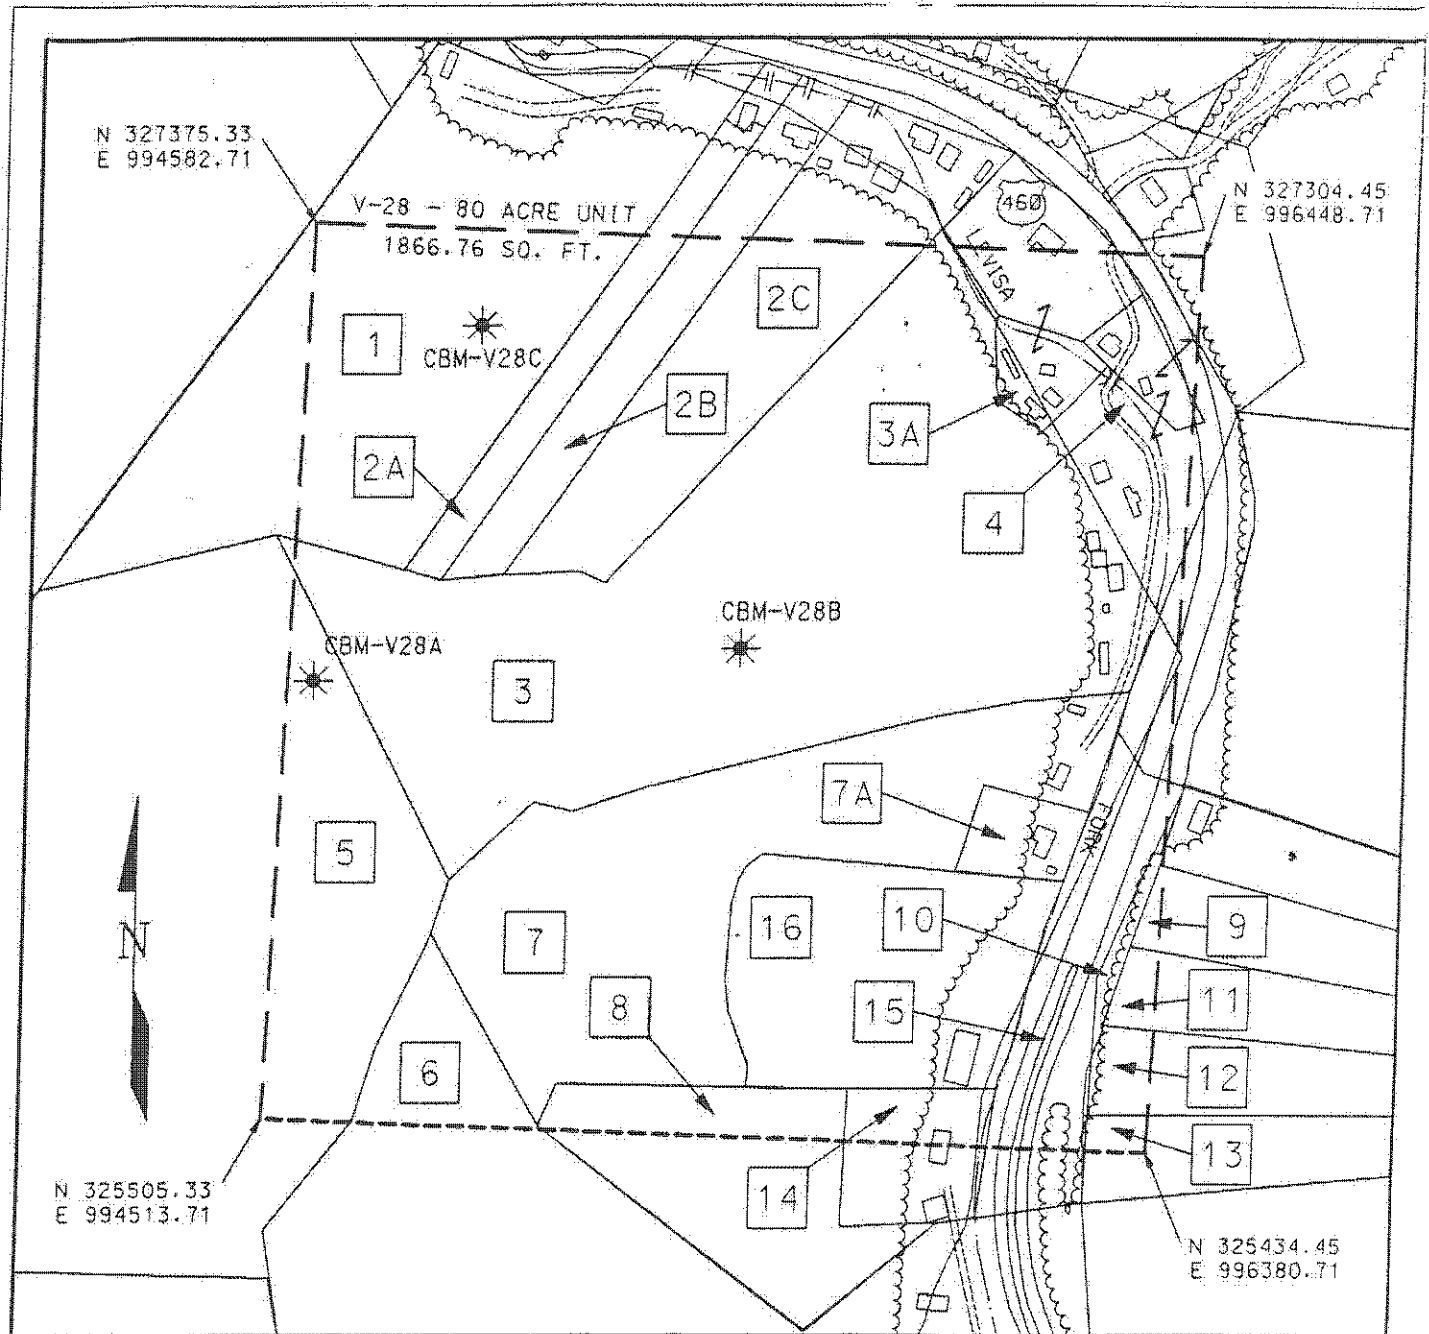 N 327375.33
E 994582.71
N 327304.45
E 996448.71
460
V-28 - 80 ACRE UNIT
1866.76 SQ. FT.
LEVISA
2C
1
CBM-V28C
2B
3A
2A
4
CBM-V28B
CBM-V28A
3
7A
FORK
5
N
7
16
10
9
8
15
11
6
12
13
14
N 325505.33
E 994513.71
N 325434.45
E 996380.71